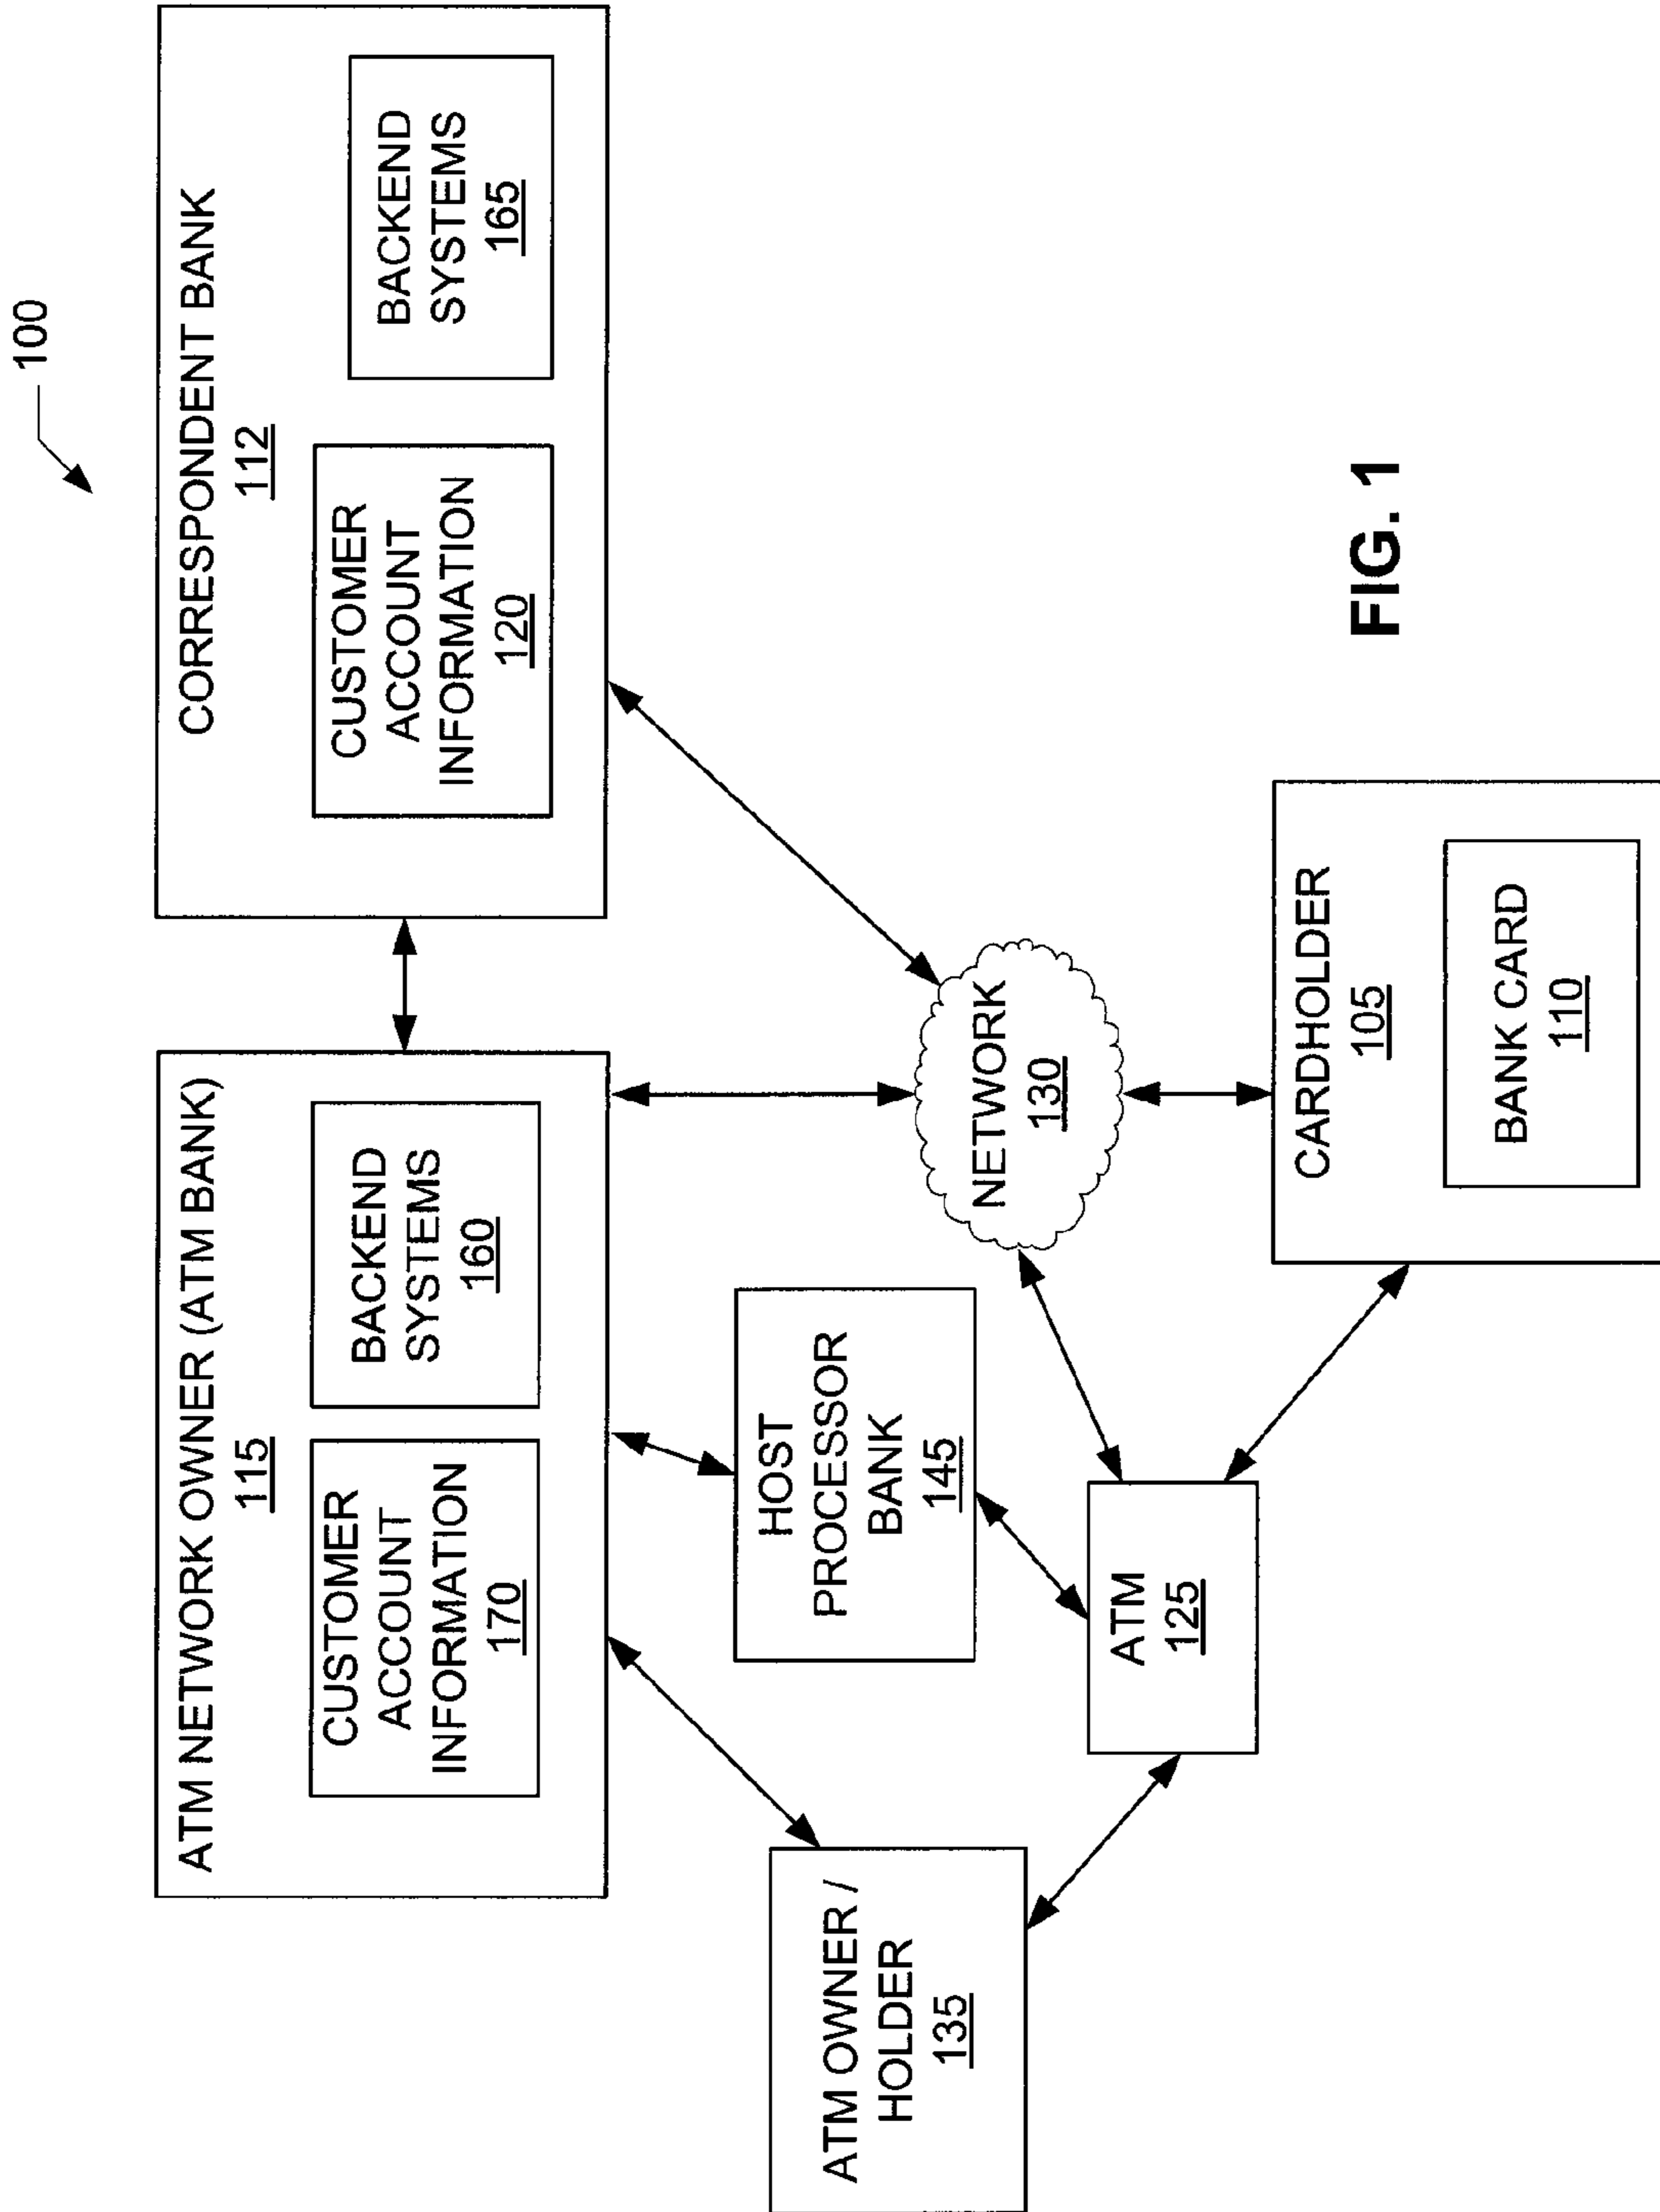 100
ATM NETWORK OWNER (ATM BANK)
115
CUSTOMER
ACCOUNT
INFORMATION
170
BACKEND
SYSTEMS
160
CORRESPONDENT BANK
112
CUSTOMER
ACCOUNT
INFORMATION
120
BACKEND
SYSTEMS
165
ATM OWNER /
HOLDER
135
HOST
PROCESSOR
BANK
145
NETWORK
130
ATM
125
CARDHOLDER
105
BANK CARD
110
FIG. 1